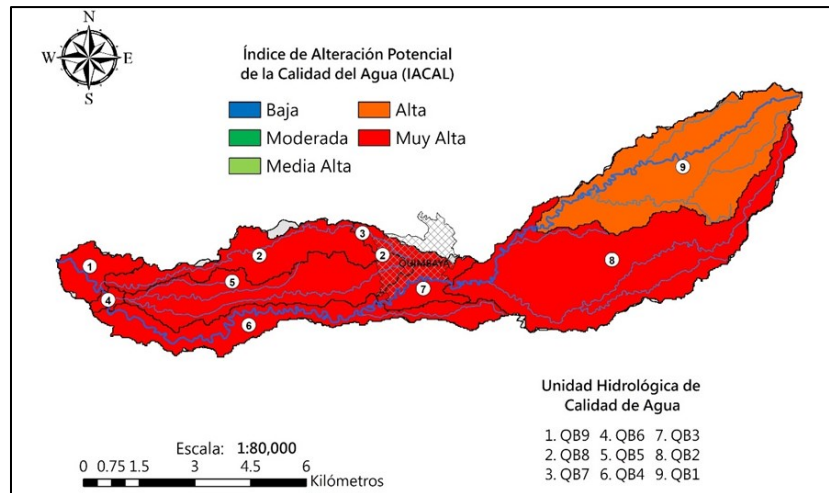 N
W E
S
Índice de Alteración Potencial
de la Calidad del Agua (IACAL)
Baja Alta
Moderada Muy Alta
Media Alta
9
3
2 2
QUIMBAYA
8
1
5
7
4
6
Unidad Hidrológica de
Calidad de Agua
1. QB9 4. QB6 7. QB3
2. QB8 5. QB5 8. QB2
3. QB7 6. QB4 9. QB1
Escala: 1:80,000
0 0.75 1.5 3 4.5 6
Kilómetros